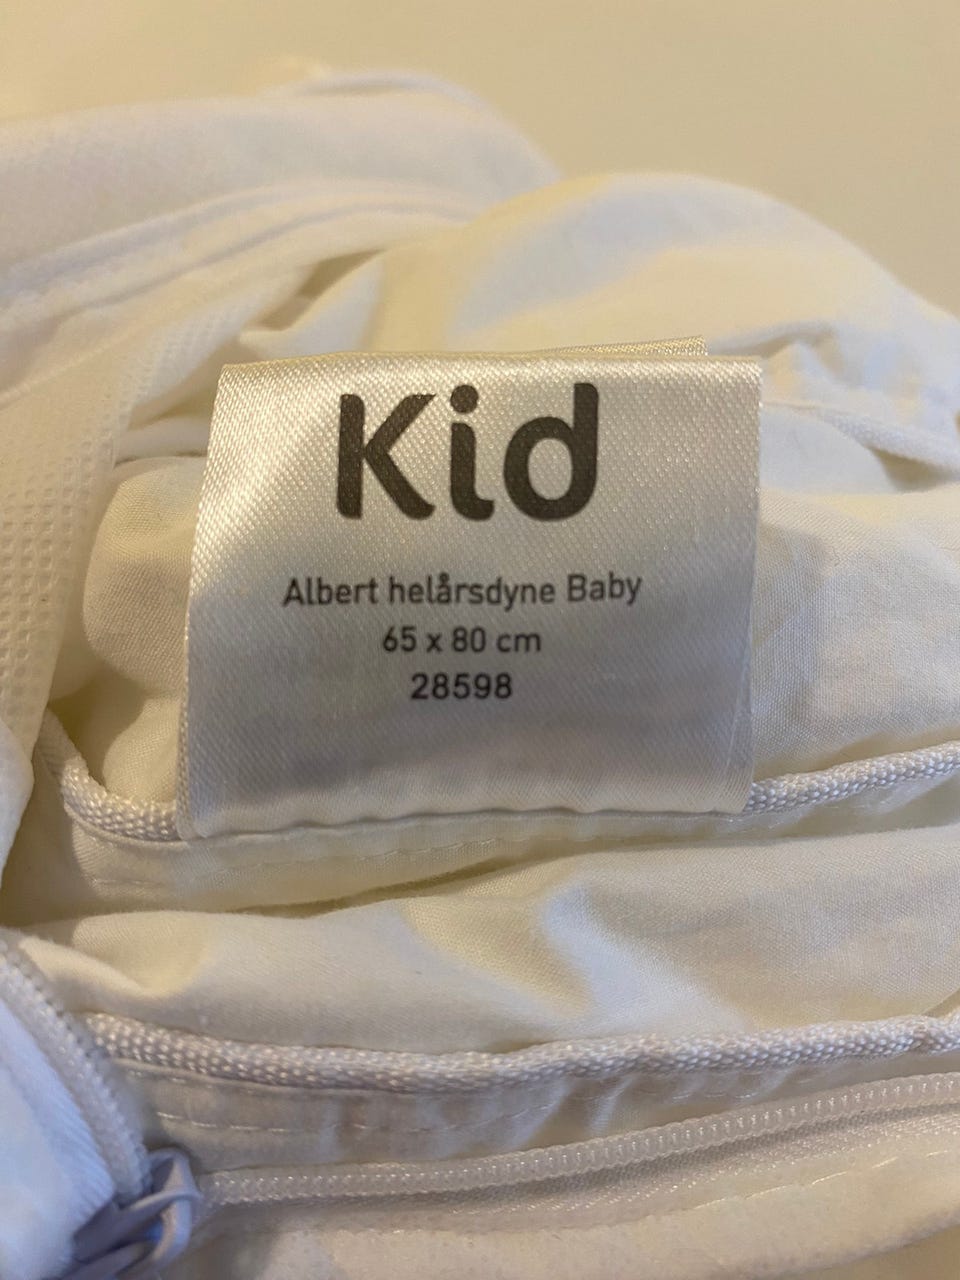 Kid
Albert helårsdyne Baby
65 x 80 cm
28598